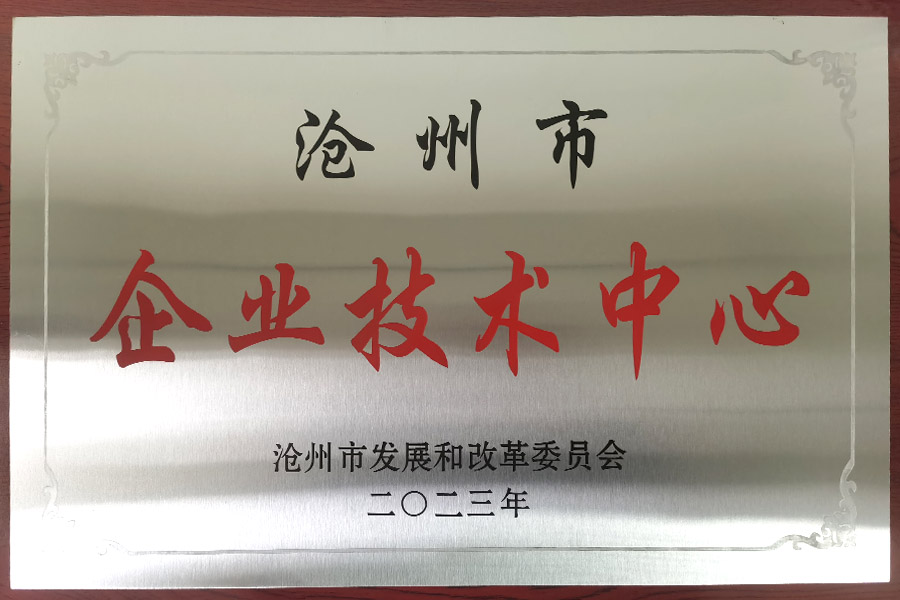 沧州市
企业技术中心
沧州市发展和改革委员会
二〇二三年